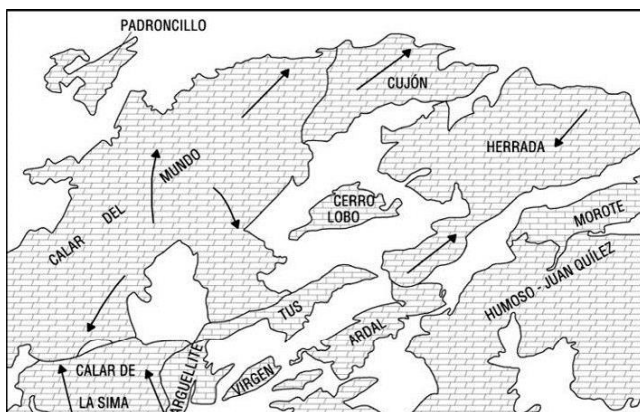 PADRONCILLO
CUJÓN
HERRADA
CALAR DEL MUNDO
CERRO
LOBO
MOROTE
HUMOSO - JUAN QUÍLEZ
TUS
ARDAL
VIRGEN
ARGUELLITE
CALAR DE
LA SIMA